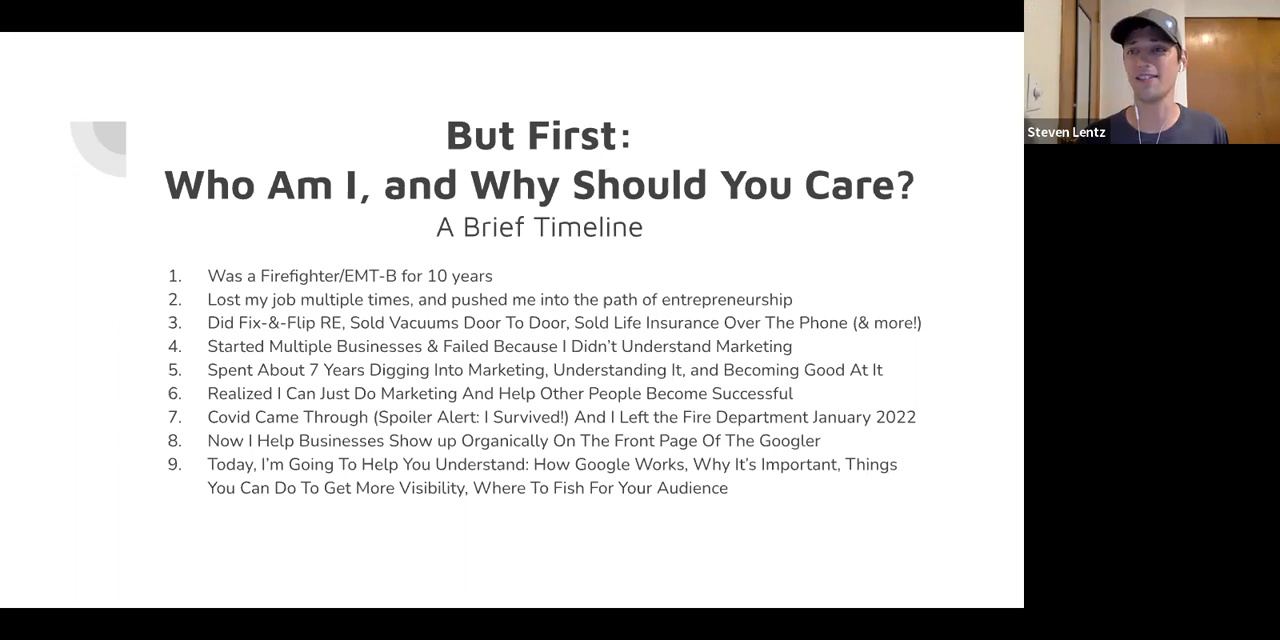 But First:
Who Am I, and Why Should You Care?
A Brief Timeline
1. Was a Firefighter/EMT-B for 10 years
2. Lost my job multiple times, and pushed me into the path of entrepreneurship
3. Did Fix-&-Flip RE, Sold Vacuums Door To Door, Sold Life Insurance Over The Phone (& more!)
4. Started Multiple Businesses & Failed Because I Didn't Understand Marketing
5. Spent About 7 Years Digging Into Marketing, Understanding It, and Becoming Good At It
6. Realized I Can Just Do Marketing And Help Other People Become Successful
7. Covid Came Through (Spoiler Alert: I Survived!) And I Left the Fire Department January 2022
8. Now I Help Businesses Show up Organically On The Front Page Of The Googler
9. Today, I'm Going To Help You Understand: How Google Works, Why It's Important, Things
You Can Do To Get More Visibility, Where To Fish For Your Audience
Steven Lentz